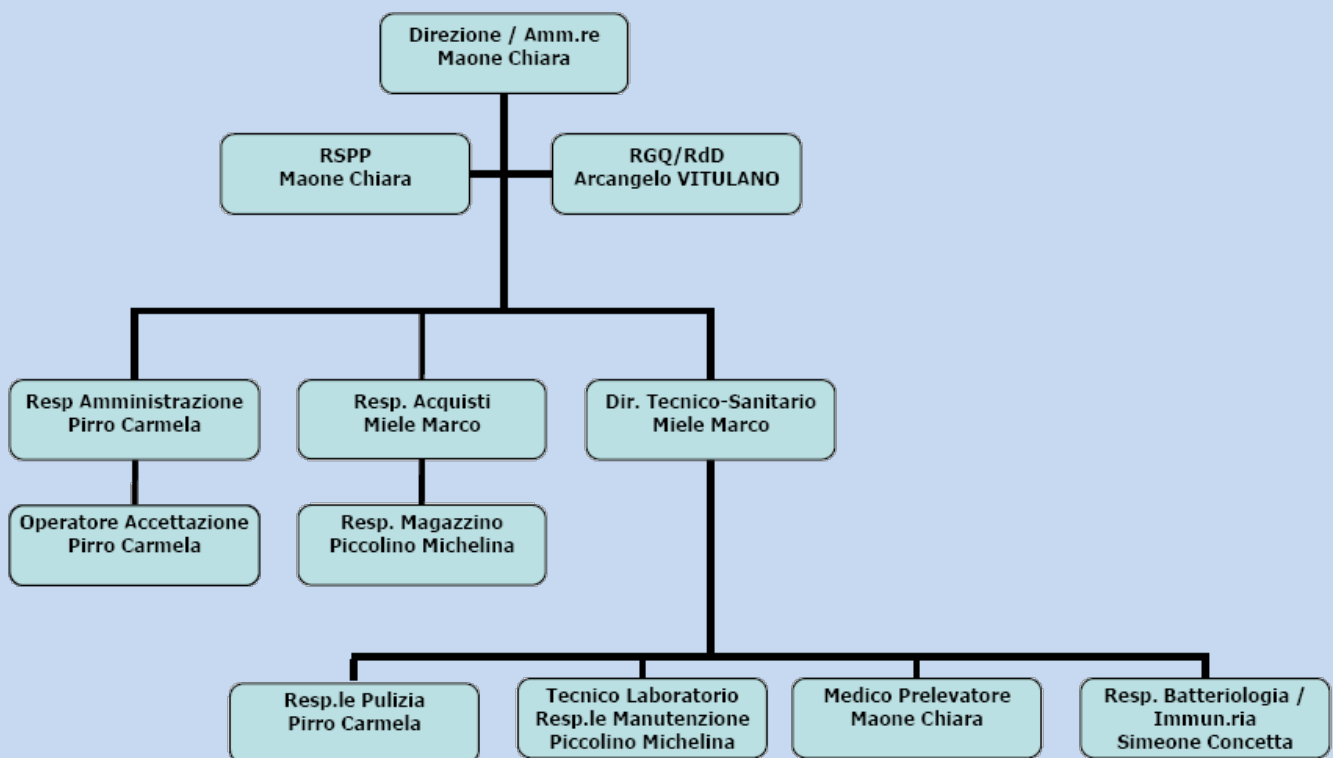 Direzione / Amm.re
Maone Chiara
RSPP
Maone Chiara
RGQ/RdD
Arcangelo VITULANO
Resp Amministrazione
Pirro Carmela
Resp. Acquisti
Miele Marco
Dir. Tecnico-Sanitario
Miele Marco
Operatore Accettazione
Pirro Carmela
Resp. Magazzino
Piccolino Michelina
Resp.le Pulizia
Pirro Carmela
Tecnico Laboratorio
Resp.le Manutenzione
Piccolino Michelina
Medico Prelevatore
Maone Chiara
Resp. Batteriologia /
Immun.ria
Simeone Concetta